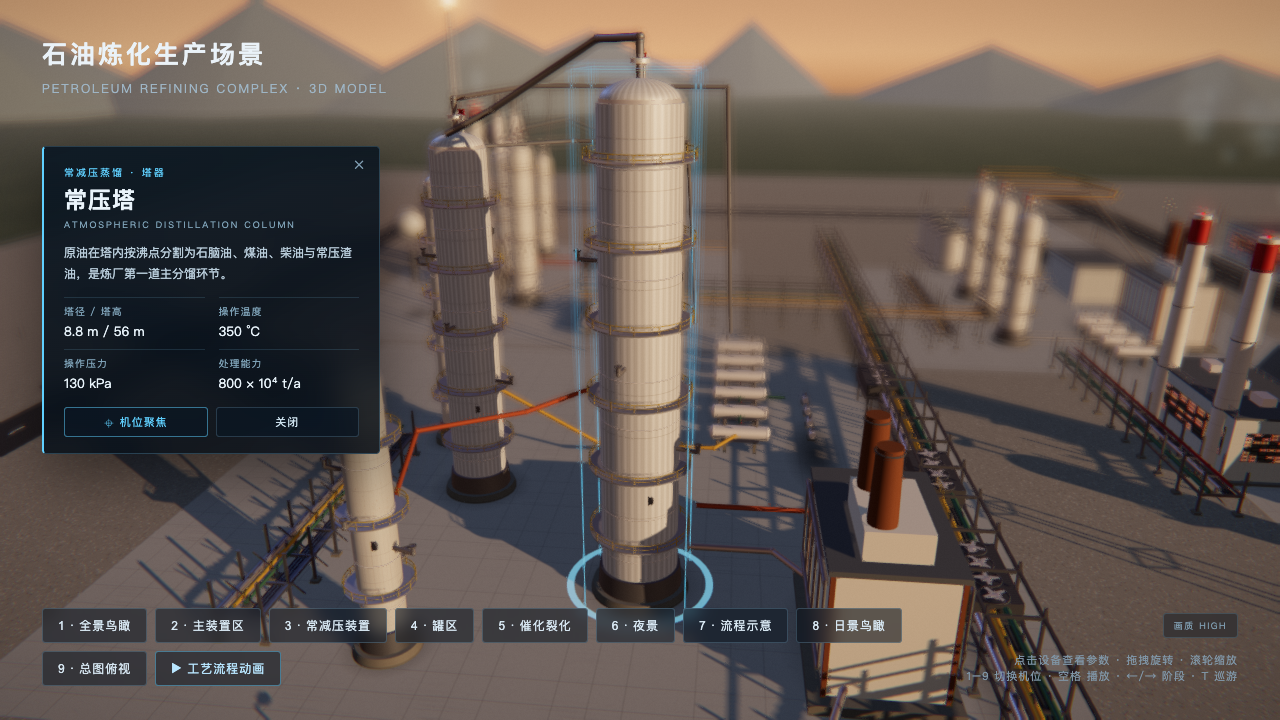 石油炼化生产场景
PETROLEUM REFINING COMPLEX · 3D MODEL
常减压蒸馏 · 塔器
常压塔
ATMOSPHERIC DISTILLATION COLUMN
原油在塔内按沸点分割为石脑油、煤油、柴油与常压渣
油，是炼厂第一道主分馏环节。
塔径 / 塔高
8.8 m / 56 m
操作温度
350 ℃
操作压力
130 kPa
处理能力
800 × 10⁴ t/a
机位聚焦
关闭
1 · 全景鸟瞰
2 · 主装置区
3 · 常减压装置
4 · 罐区
5 · 催化裂化
6 · 夜景
7 · 流程示意
8 · 日景鸟瞰
9 · 总图俯视
▶ 工艺流程动画
画质 HIGH
点击设备查看参数 · 拖拽旋转 · 滚轮缩放
1—9 切换机位 · 空格 播放 · ←/→ 阶段 · T 巡游